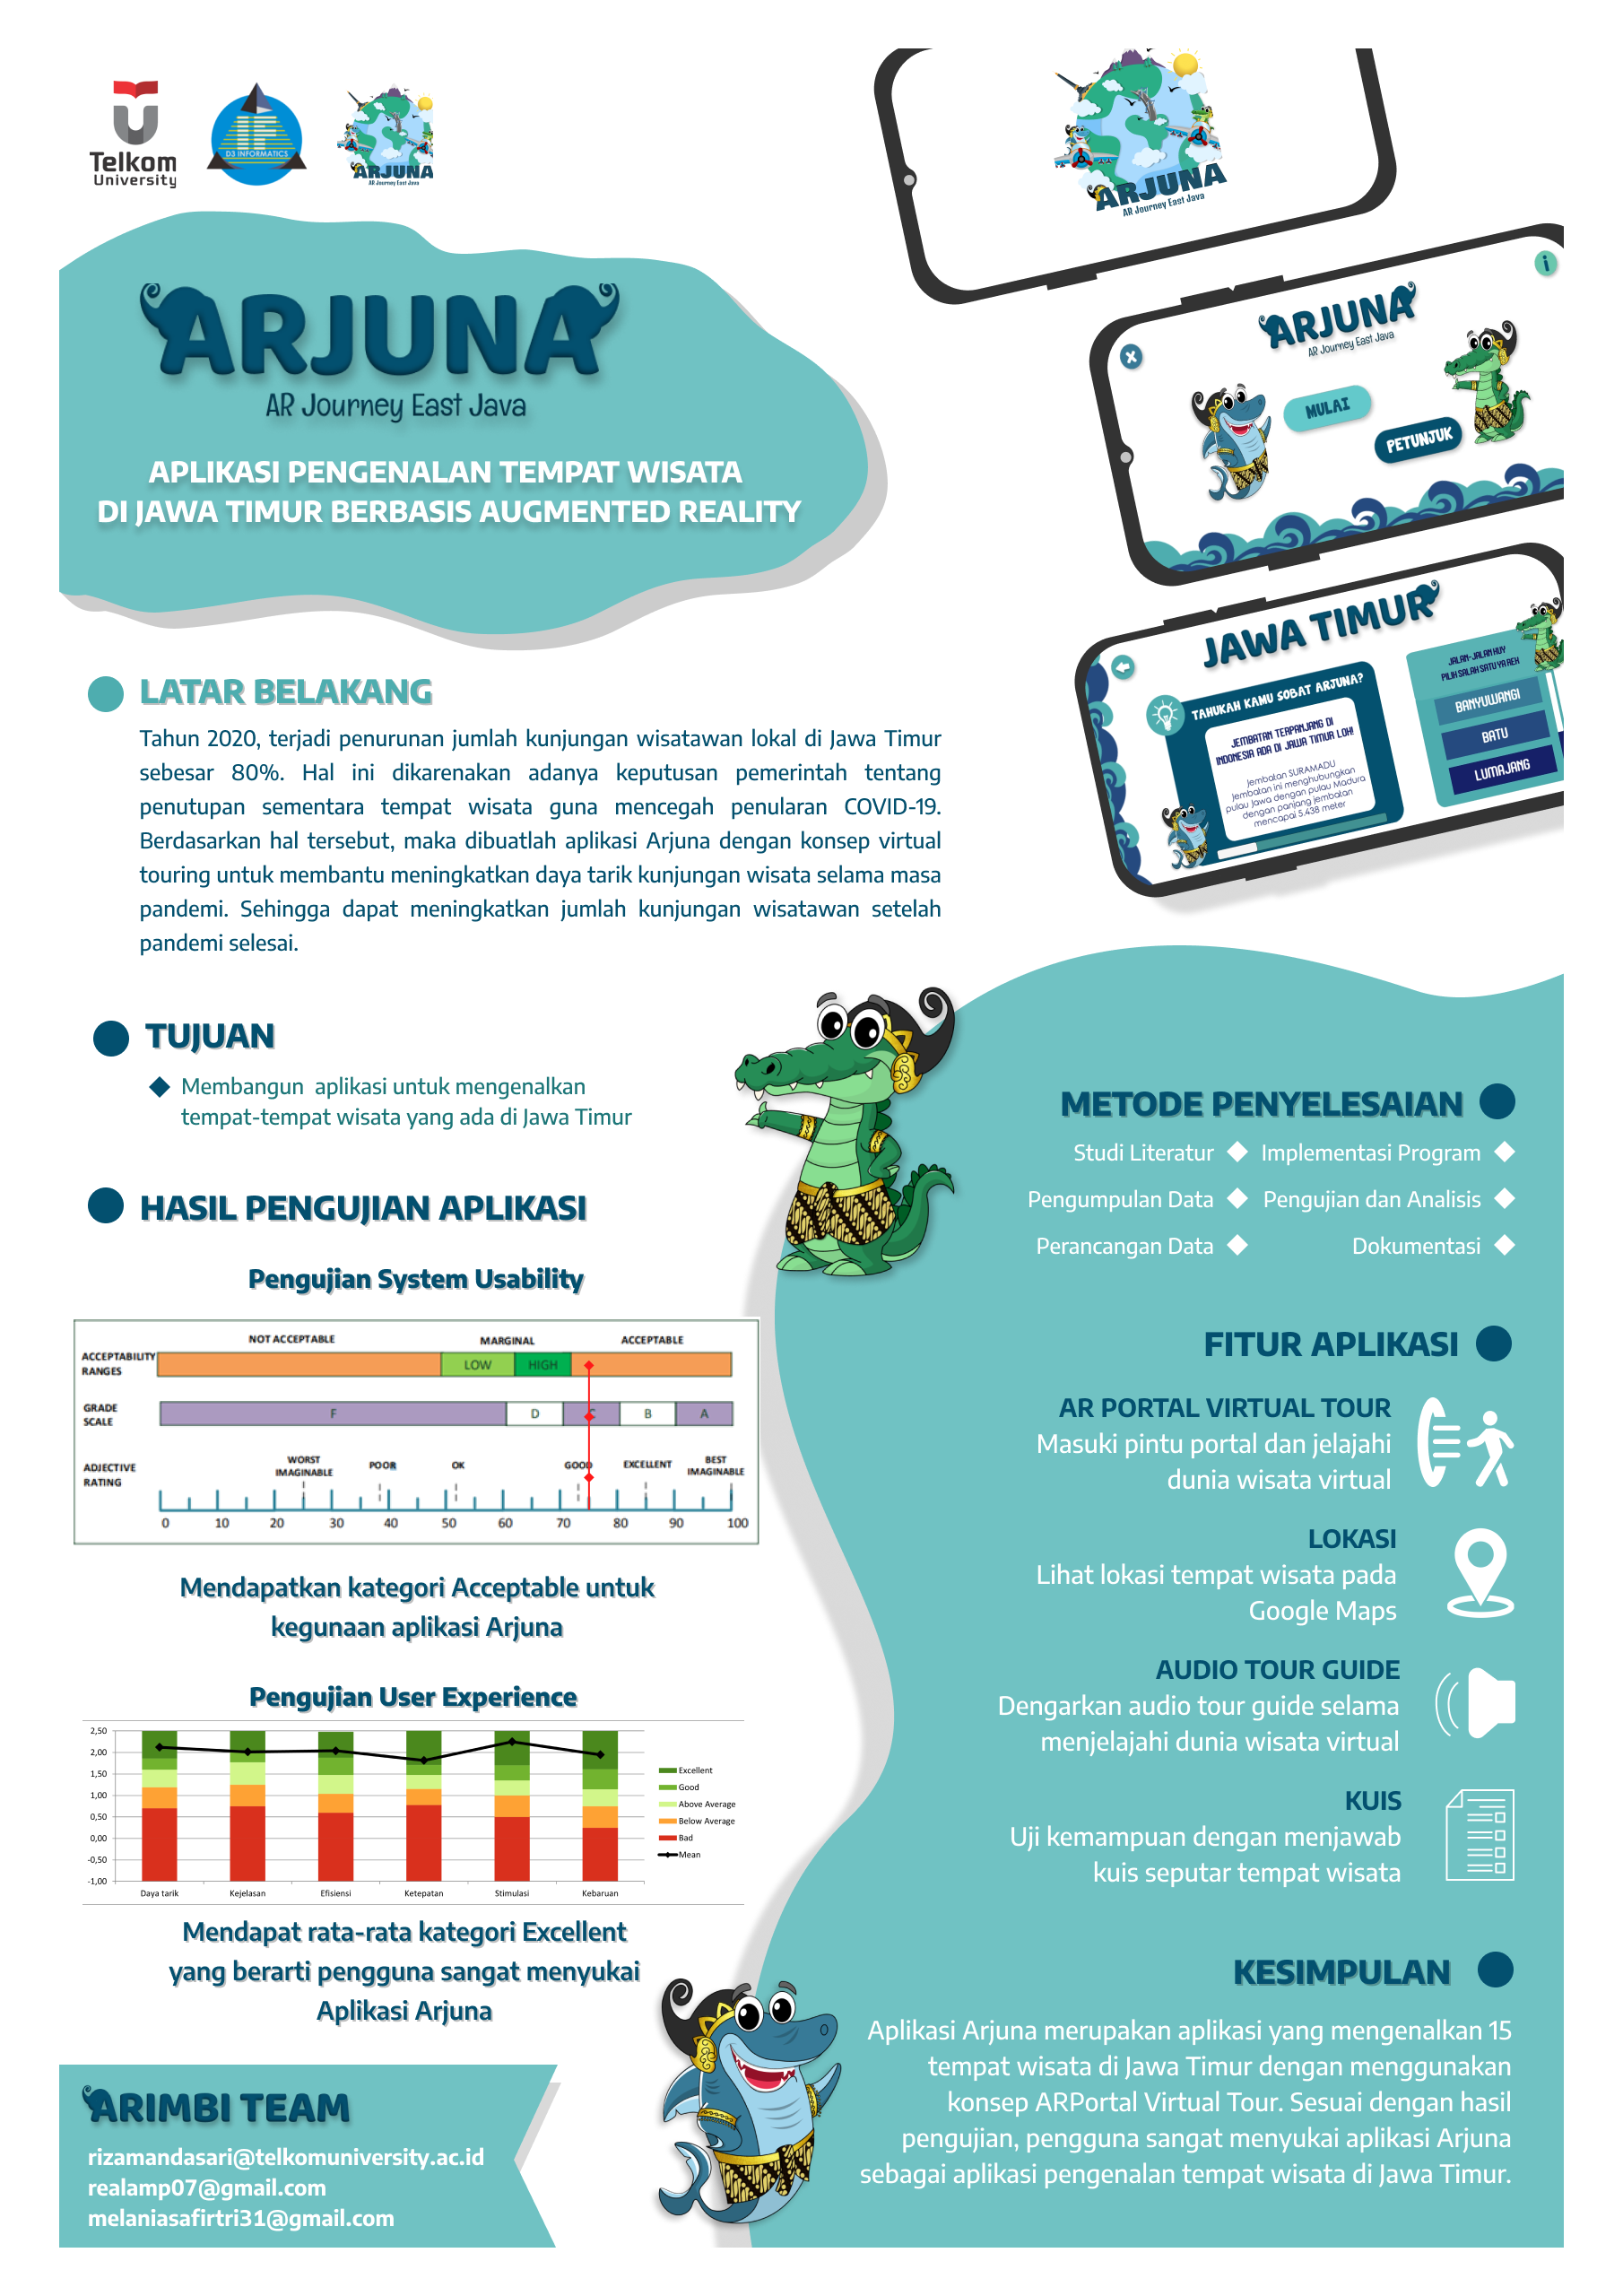 Telkom
University
D3 INFORMATICS
ARJUNA
AR Journey East Java
ARJUNA
AR Journey East Java
ARJUNA
AR Journey East Java
APLIKASI PENGENALAN TEMPAT WISATA
DI JAWA TIMUR BERBASIS AUGMENTED REALITY
ARJUNA
AR Journey East Java
MULAI
PETUNJUK
JAWA TIMUR
TAHUKAH KAMU SOBAT ARJUNA?
JEMBATAN TERPANJANG DI
INDONESIA ADA DI JAWA TIMUR LOH!
Jembatan SURAMADU
Jembatan ini menghubungkan
pulau Jawa dengan pulau Madura
dengan panjang jembatan
mencapai 5.438 meter
JALAN-JALAN HUY
PILIH SALAH SATU YA REK
BANYUWANGI
BATU
LUMAJANG
LATAR BELAKANG
Tahun 2020, terjadi penurunan jumlah kunjungan wisatawan lokal di Jawa Timur
sebesar 80%. Hal ini dikarenakan adanya keputusan pemerintah tentang
penutupan sementara tempat wisata guna mencegah penularan COVID-19.
Berdasarkan hal tersebut, maka dibuatlah aplikasi Arjuna dengan konsep virtual
touring untuk membantu meningkatkan daya tarik kunjungan wisata selama masa
pandemi. Sehingga dapat meningkatkan jumlah kunjungan wisatawan setelah
pandemi selesai.
TUJUAN
Membangun aplikasi untuk mengenalkan
tempat-tempat wisata yang ada di Jawa Timur
HASIL PENGUJIAN APLIKASI
Pengujian System Usability
NOT ACCEPTABLE MARGINAL ACCEPTABLE
ACCEPTABILITY
RANGES
LOW HIGH
GRADE
SCALE
F D C B A
ADJECTIVE
RATING
WORST
IMAGINABLE
POOR OK GOOD EXCELLENT
BEST
IMAGINABLE
0 10 20 30 40 50 60 70 80 90 100
Mendapatkan kategori Acceptable untuk
kegunaan aplikasi Arjuna
Pengujian User Experience
2,50
2,00
1,50
1,00
0,50
0,00
-0,50
-1,00
Daya tarik Kejelasan Efisiensi Ketepatan Stimulasi Kebaruan
Excellent
Good
Above Average
Below Average
Bad
Mean
Mendapat rata-rata kategori Excellent
yang berarti pengguna sangat menyukai
Aplikasi Arjuna
ARIMBI TEAM
rizamandasari@telkomuniversity.ac.id
realamp07@gmail.com
melaniasafirtri31@gmail.com
METODE PENYELESAIAN
Studi Literatur Implementasi Program
Pengumpulan Data Pengujian dan Analisis
Perancangan Data Dokumentasi
FITUR APLIKASI
AR PORTAL VIRTUAL TOUR
Masuki pintu portal dan jelajahi
dunia wisata virtual
LOKASI
Lihat lokasi tempat wisata pada
Google Maps
AUDIO TOUR GUIDE
Dengarkan audio tour guide selama
menjelajahi dunia wisata virtual
KUIS
Uji kemampuan dengan menjawab
kuis seputar tempat wisata
KESIMPULAN
Aplikasi Arjuna merupakan aplikasi yang mengenalkan 15
tempat wisata di Jawa Timur dengan menggunakan
konsep ARPortal Virtual Tour. Sesuai dengan hasil
pengujian, pengguna sangat menyukai aplikasi Arjuna
sebagai aplikasi pengenalan tempat wisata di Jawa Timur.